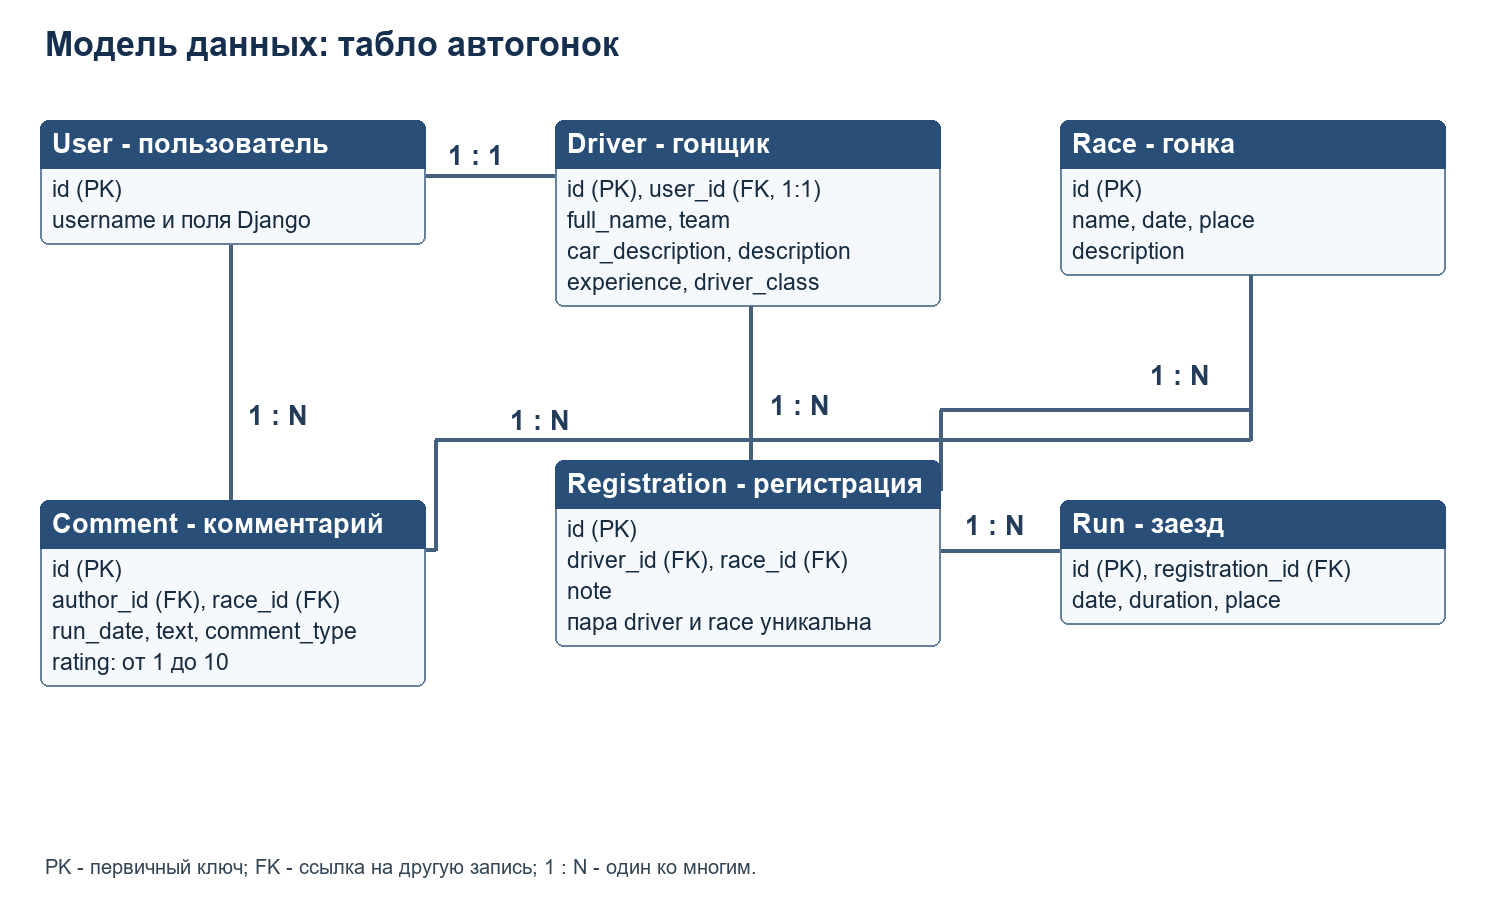 Модель данных: табло автогонок
User - пользователь
id (PK)
username и поля Django
1 : 1
Driver - гонщик
id (PK), user_id (FK, 1:1)
full_name, team
car_description, description
experience, driver_class
Race - гонка
id (PK)
name, date, place
description
1 : N
1 : N
1 : N
1 : N
Comment - комментарий
id (PK)
author_id (FK), race_id (FK)
run_date, text, comment_type
rating: от 1 до 10
Registration - регистрация
id (PK)
driver_id (FK), race_id (FK)
note
пара driver и race уникальна
1 : N
Run - заезд
id (PK), registration_id (FK)
date, duration, place
PK - первичный ключ; FK - ссылка на другую запись; 1 : N - один ко многим.